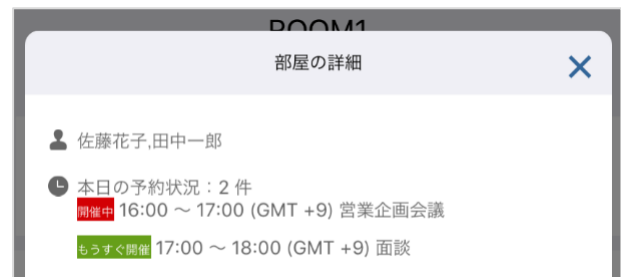 ROOM1
部屋の詳細
佐藤花子,田中一郎
本日の予約状況：2 件
開催中 16:00 ～ 17:00 (GMT +9) 営業企画会議
もうすぐ開催 17:00 ～ 18:00 (GMT +9) 面談